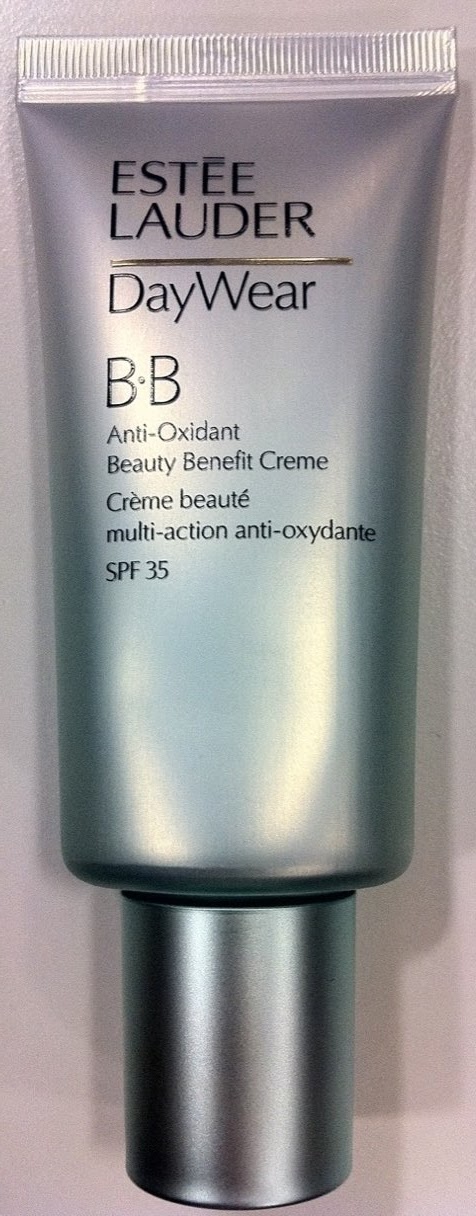 ESTĒE
LAUDER
DayWear
B·B
Anti-Oxidant
Beauty Benefit Creme
Crème beauté
multi-action anti-oxydante
SPF 35